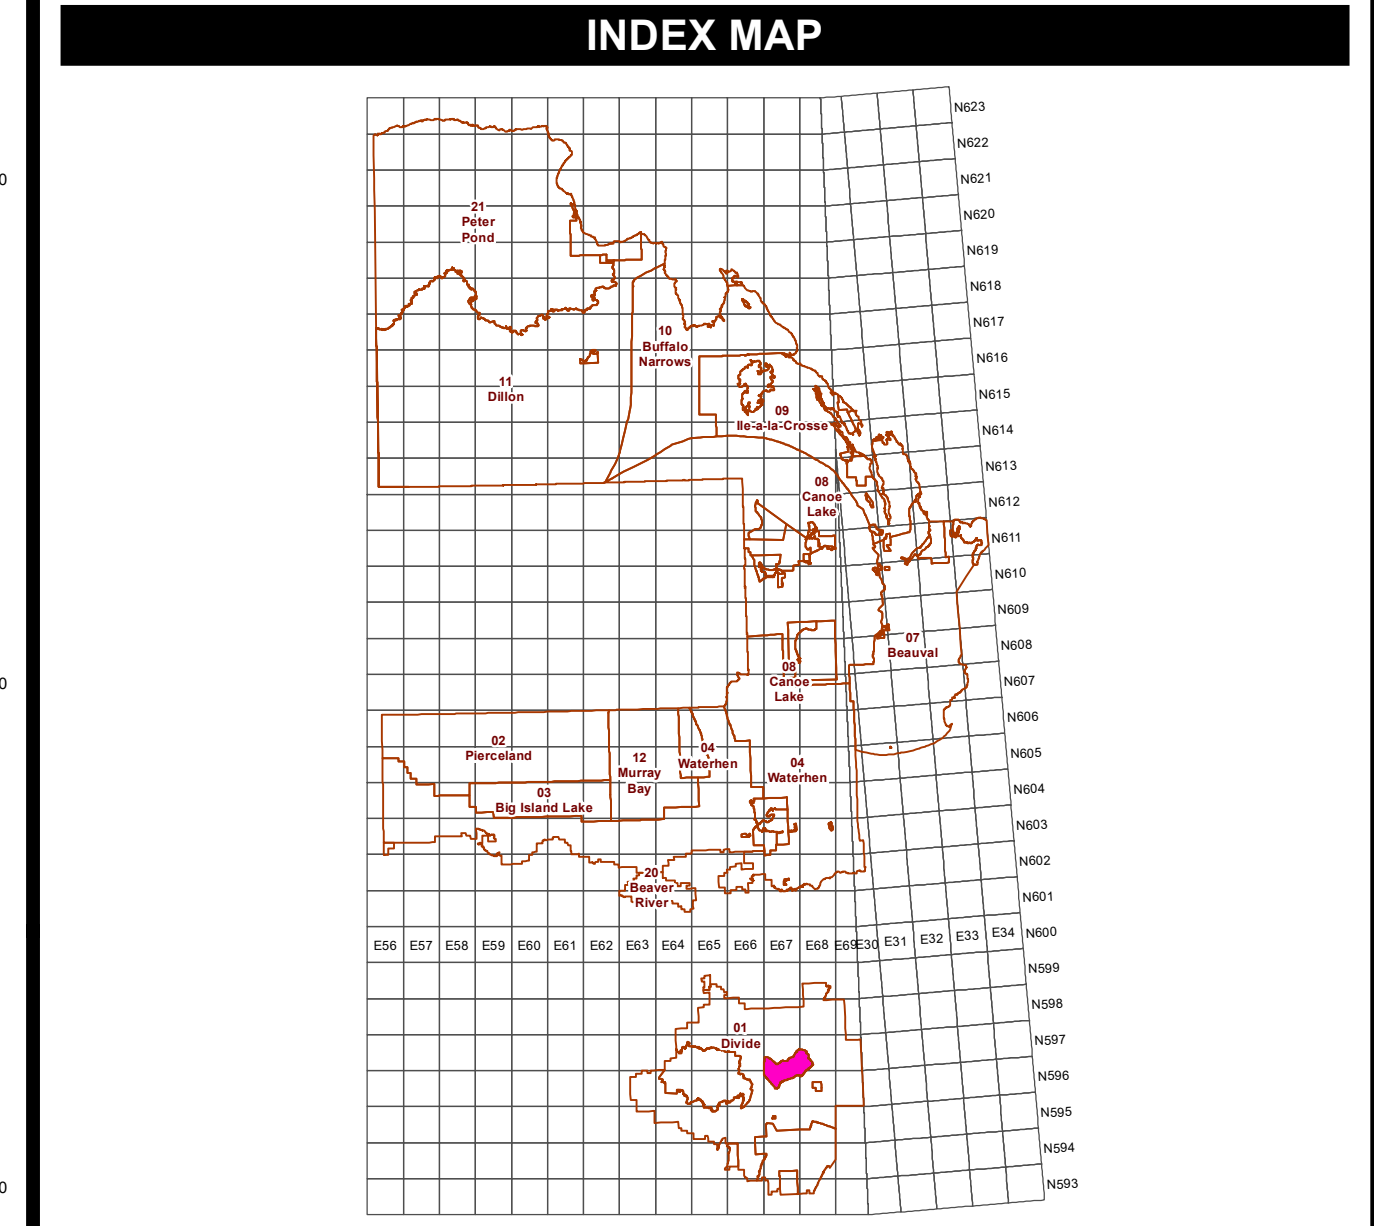 INDEX MAP
N623
N622
N621
N620
N619
N618
N617
N616
N615
N614
N613
N612
N611
N610
N609
N608
N607
N606
N605
N604
N603
N602
N601
N600
N599
N598
N597
N596
N595
N594
N593
0
0
0
21
Peter
Pond
10
Buffalo
Narrows
11
Dillon
09
Ile-a-la-Crosse
08
Canoe
Lake
07
Beauval
08
Canoe
Lake
02
Pierceland
12
Murray
Bay
04
Waterhen
04
Waterhen
03
Big Island Lake
20
Beaver
River
E56 E57 E58 E59 E60 E61 E62 E63 E64 E65 E66 E67 E68 E69 E30 E31 E32 E33 E34
01
Divide